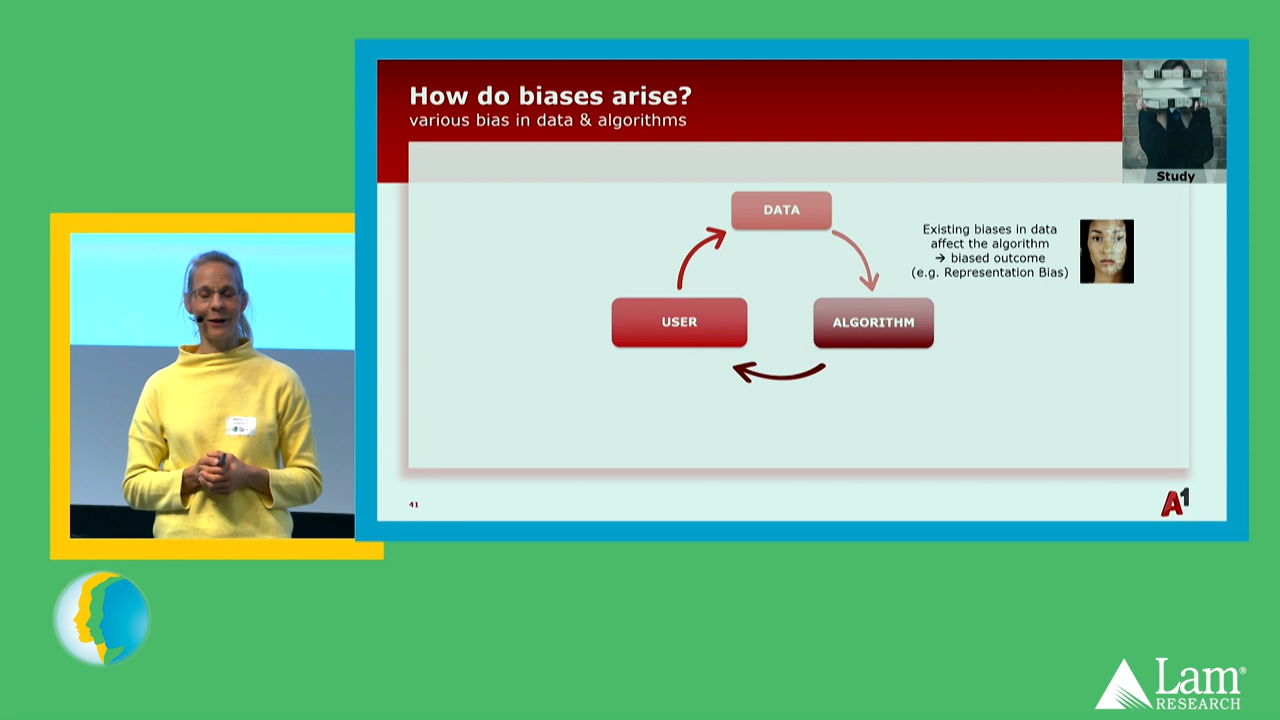 How do biases arise?
various bias in data & algorithms
Study
DATA
Existing biases in data
affect the algorithm
→ biased outcome
(e.g. Representation Bias)
USER
ALGORITHM
41
A1
Lam®
RESEARCH